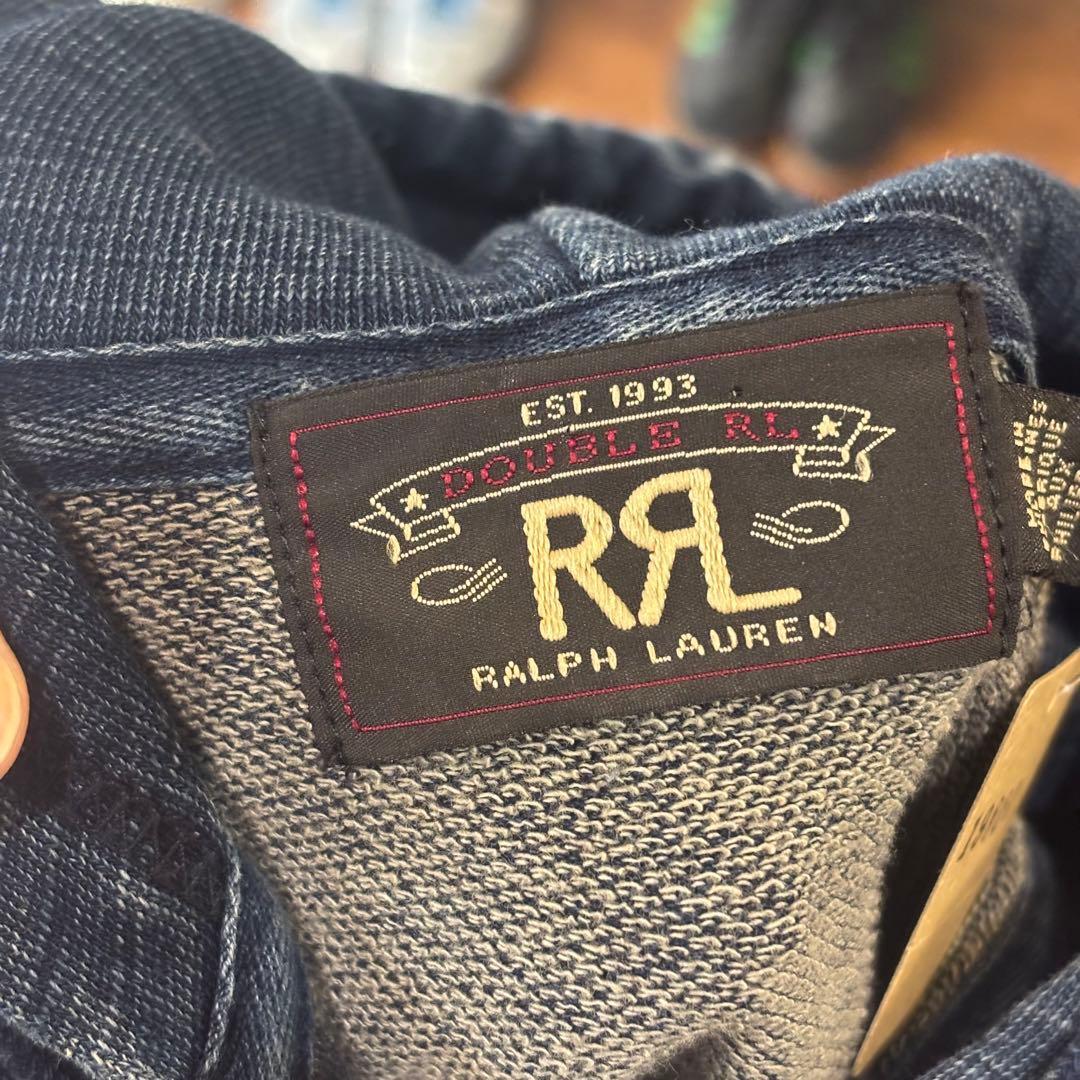 EST. 1993
DOUBLE RL
RRL
RALPH LAUREN